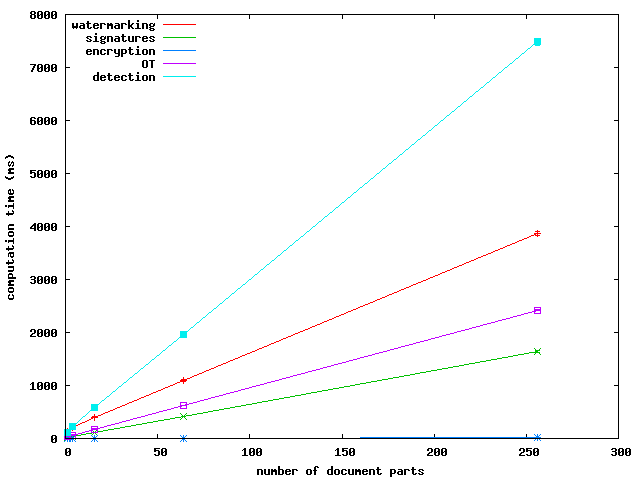 8000
7000
6000
5000
4000
3000
2000
1000
0
computation time (ms)
watermarking
signatures
encryption
OT
detection
0 50 100 150 200 250 300
number of document parts